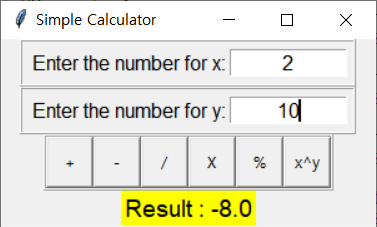 Simple Calculator
Enter the number for x: 2
Enter the number for y: 10
+ - / X % x^y
Result : -8.0